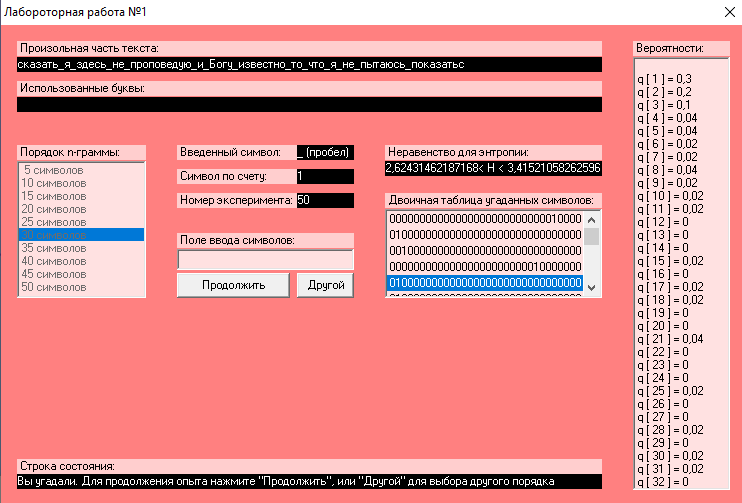 Лабороторная работа №1
Произольная часть текста:
сказать_я_здесь_не_проповедую_и_Богу_известно_то_что_я_не_пытаюсь_показатьс
Использованные буквы:
Порядок n-граммы:
5 символов
10 символов
15 символов
20 символов
25 символов
30 символов
35 символов
40 символов
45 символов
50 символов
Введенный символ: _ (пробел)
Символ по счету: 1
Номер эксперимента: 50
Поле ввода символов:
Продолжить
Другой
Неравенство для энтропии:
2,62431462187168< H < 3,41521058262596
Двоичная таблица угаданных символов:
00000000000000000000000000010000
01000000000000000000000000000000
00100000000000000000000000000000
00000000000000000000000010000000
01000000000000000000000000000000
Строка состояния:
Вы угадали. Для продолжения опыта нажмите "Продолжить", или "Другой" для выбора другого порядка
Вероятности:
q [ 1 ] = 0,3
q [ 2 ] = 0,2
q [ 3 ] = 0,1
q [ 4 ] = 0,04
q [ 5 ] = 0,04
q [ 6 ] = 0,02
q [ 7 ] = 0,02
q [ 8 ] = 0,04
q [ 9 ] = 0,02
q [ 10 ] = 0,02
q [ 11 ] = 0,02
q [ 12 ] = 0
q [ 13 ] = 0
q [ 14 ] = 0
q [ 15 ] = 0,02
q [ 16 ] = 0
q [ 17 ] = 0,02
q [ 18 ] = 0,02
q [ 19 ] = 0
q [ 20 ] = 0
q [ 21 ] = 0,04
q [ 22 ] = 0
q [ 23 ] = 0
q [ 24 ] = 0
q [ 25 ] = 0,02
q [ 26 ] = 0
q [ 27 ] = 0
q [ 28 ] = 0,02
q [ 29 ] = 0
q [ 30 ] = 0,02
q [ 31 ] = 0,02
q [ 32 ] = 0